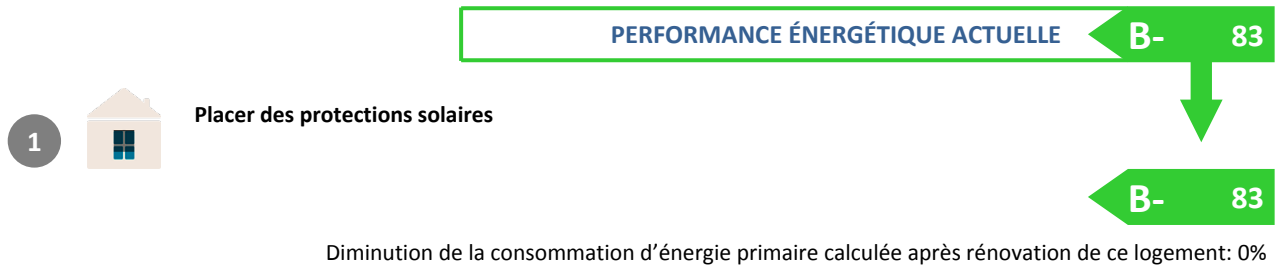 PERFORMANCE ÉNERGÉTIQUE ACTUELLE B- 83
1 Placer des protections solaires
B- 83
Diminution de la consommation d’énergie primaire calculée après rénovation de ce logement: 0%